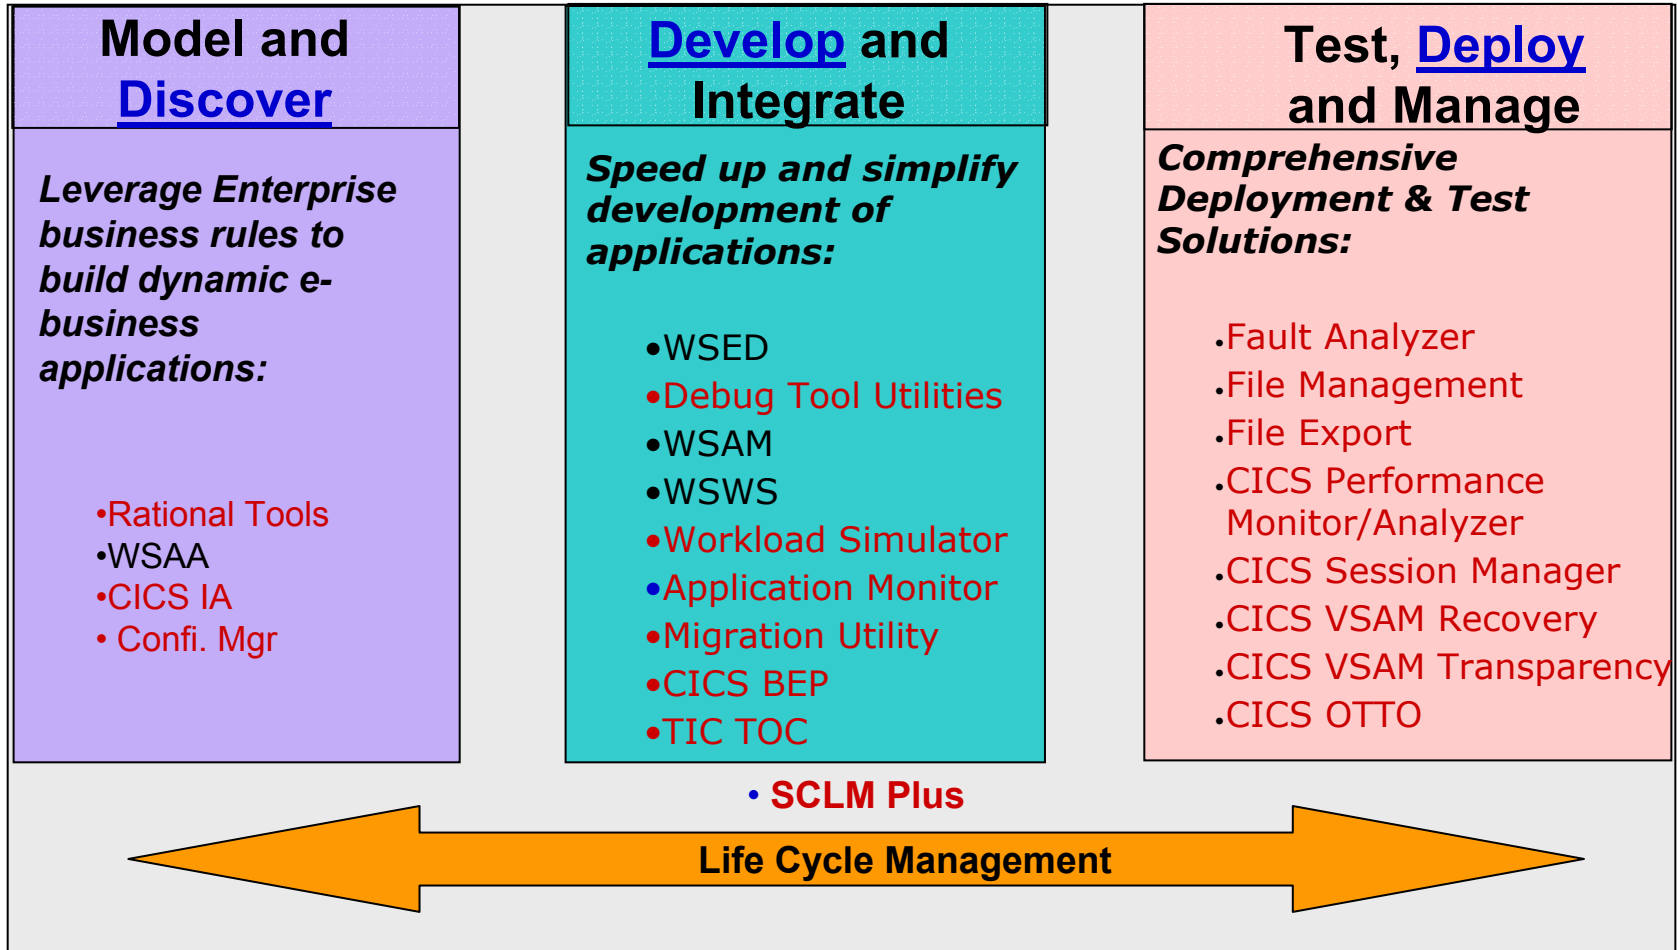 Model and
Discover
Leverage Enterprise
business rules to
build dynamic e-
business
applications:
•Rational Tools
•WSAA
•CICS IA
• Confi. Mgr
Develop and
Integrate
Speed up and simplify
development of
applications:
•WSED
•Debug Tool Utilities
•WSAM
•WSWS
•Workload Simulator
•Application Monitor
•Migration Utility
•CICS BEP
•TIC TOC
Test, Deploy
and Manage
Comprehensive
Deployment & Test
Solutions:
•Fault Analyzer
•File Management
•File Export
•CICS Performance
Monitor/Analyzer
•CICS Session Manager
•CICS VSAM Recovery
•CICS VSAM Transparency
•CICS OTTO
• SCLM Plus
Life Cycle Management